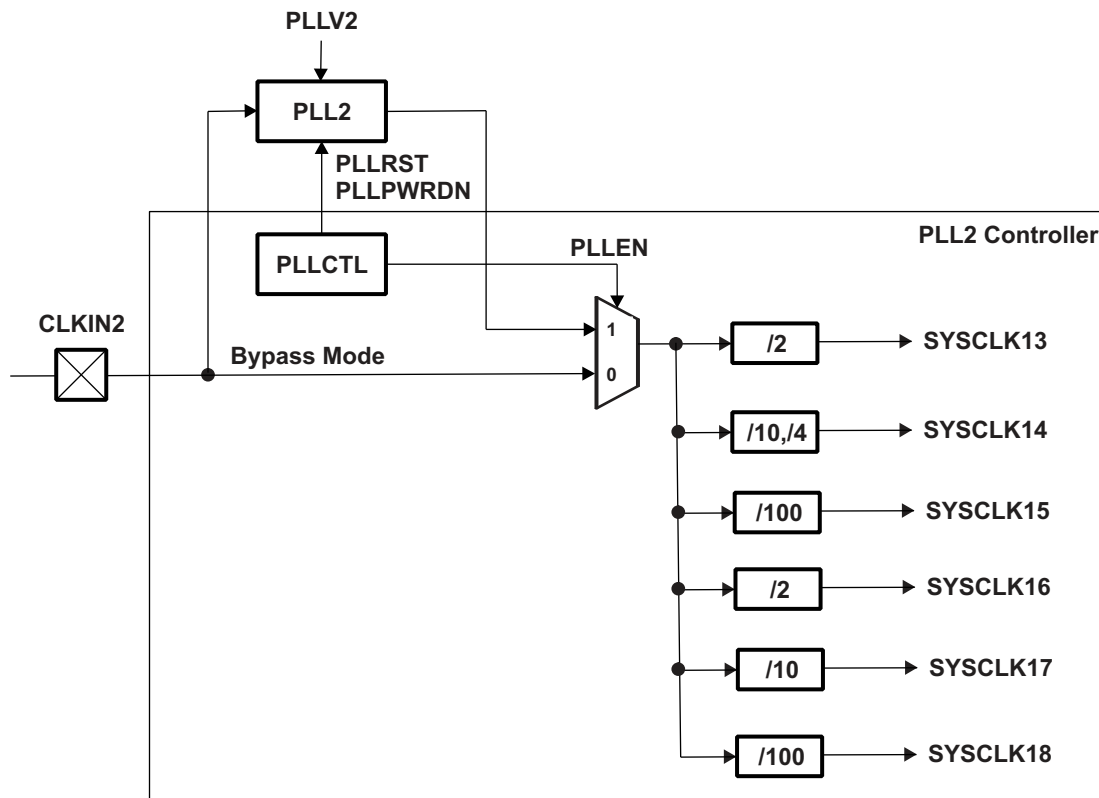 PLLV2
PLL2
PLLRST
PLLPWRDN
PLL2 Controller
PLLEN
PLLCTL
CLKIN2
1
Bypass Mode
0
/2
SYSCLK13
/10,/4
SYSCLK14
/100
SYSCLK15
/2
SYSCLK16
/10
SYSCLK17
/100
SYSCLK18